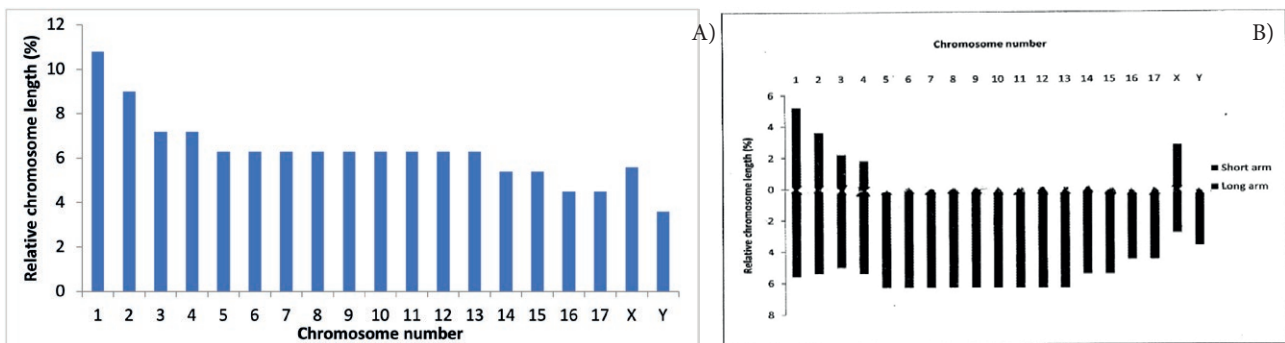 A)
Relative chromosome length (%)
12
10
8
6
4
2
0
1 2 3 4 5 6 7 8 9 10 11 12 13 14 15 16 17 X Y
Chromosome number
B)
Chromosome number
1 2 3 4 5 6 7 8 9 10 11 12 13 14 15 16 17 X Y
Relative chromosome length (%)
6
4
2
0
2
4
6
8
Short arm
Long arm